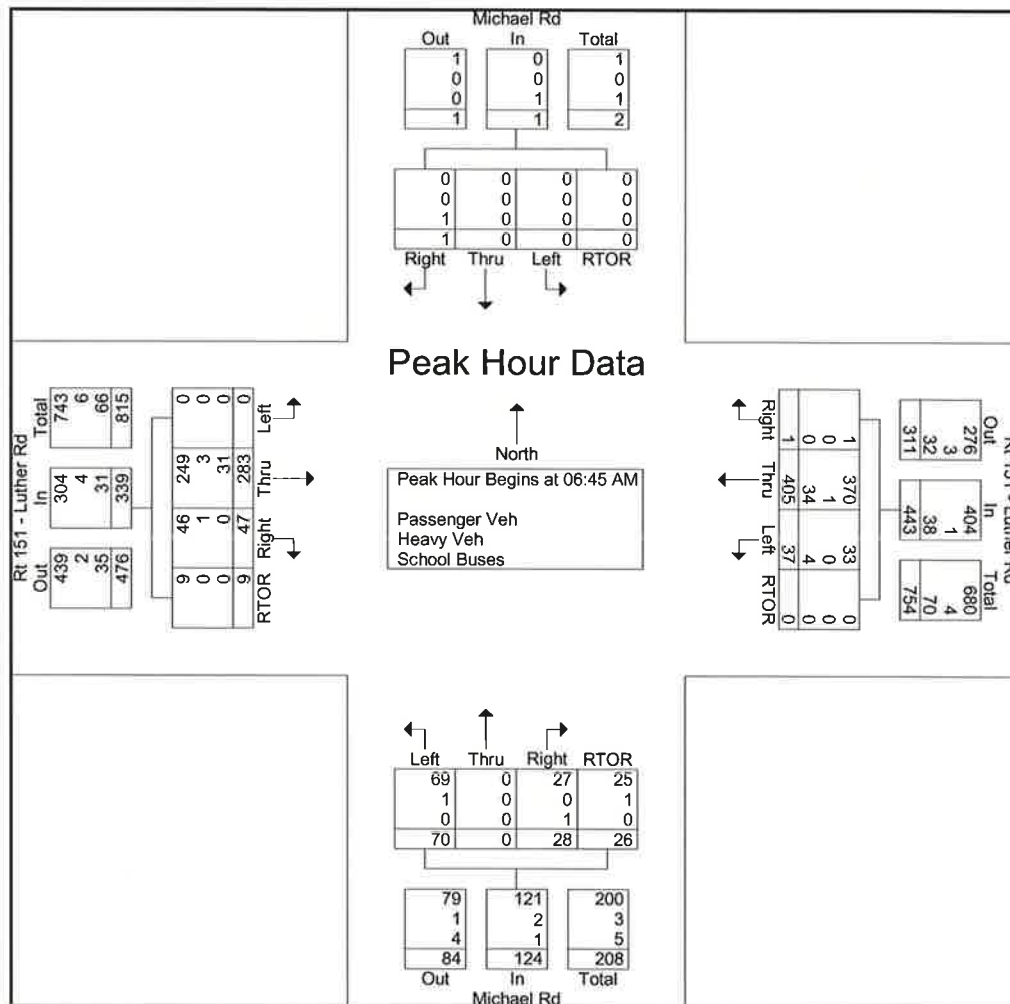 Michael Rd
Out In Total
1 0 1
0 0 0
0 1 1
1 1 2
0 0 0 0
0 0 0 0
1 0 0 0
1 0 0 0
Right Thru Left RTOR
Peak Hour Data
North
Peak Hour Begins at 06:45 AM
Passenger Veh
Heavy Veh
School Buses
Rt 151 - Luther Rd
Out In Total
439 304 743
2 4 6
35 31 66
476 339 815
RTOR Right Thru Left
9 46 249 0
0 1 3 0
0 0 31 0
9 47 283 0
Right Thru Left RTOR
1 370 33 0
0 1 0 0
0 34 4 0
1 405 37 0
Out In Total
276 404 680
3 1 4
32 38 70
311 443 754
Rt 151 - Luther Rd
Left Thru Right RTOR
69 0 27 25
1 0 0 1
0 0 1 0
70 0 28 26
79 121 200
1 2 3
4 1 5
84 124 208
Out In Total
Michael Rd